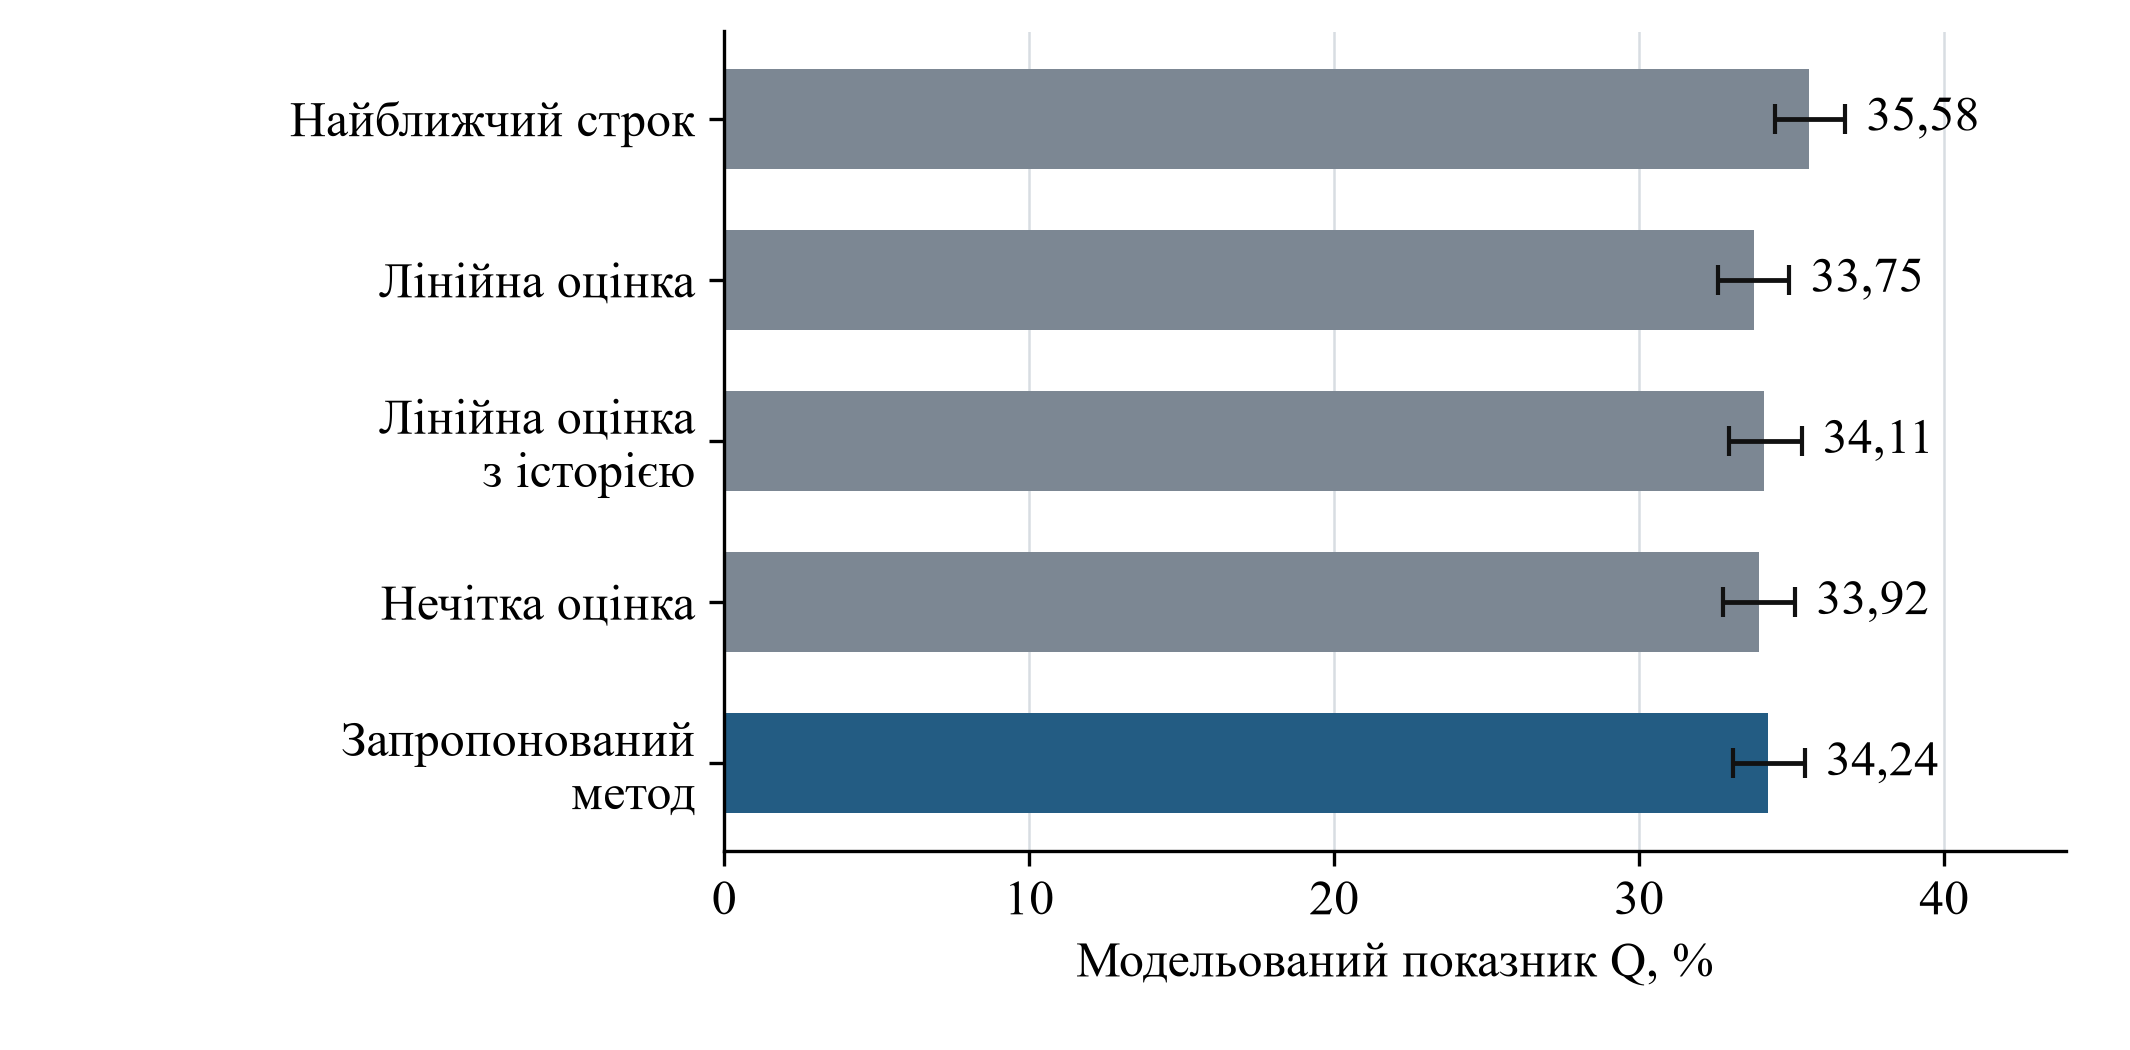 Найближчий строк
35,58
Лінійна оцінка
33,75
Лінійна оцінка
з історією
34,11
Нечітка оцінка
33,92
Запропонований
метод
34,24
0 10 20 30 40
Модельований показник Q, %